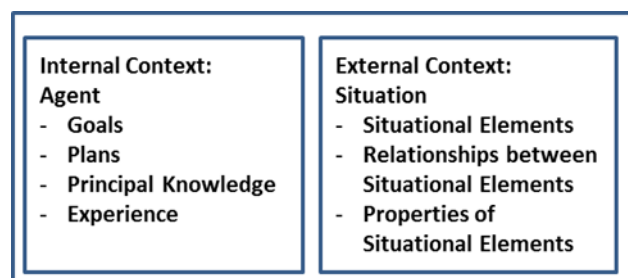 Internal Context:
Agent
- Goals
- Plans
- Principal Knowledge
- Experience
External Context:
Situation
- Situational Elements
- Relationships between
Situational Elements
- Properties of
Situational Elements